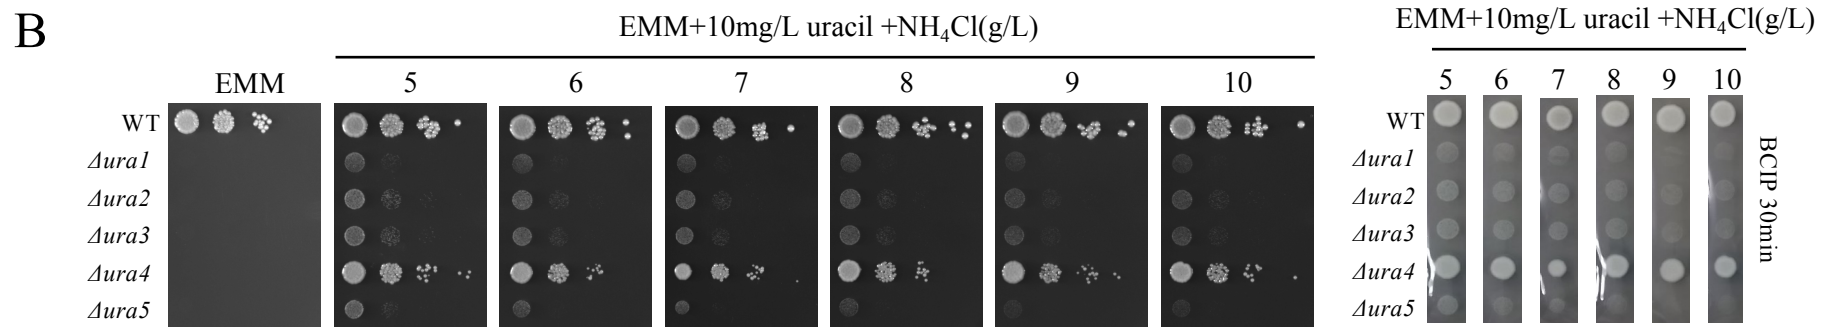 B
EMM+10mg/L uracil +NH₄Cl(g/L)
EMM 5 6 7 8 9 10
WT
Δura1
Δura2
Δura3
Δura4
Δura5
EMM+10mg/L uracil +NH₄Cl(g/L)
5 6 7 8 9 10
WT
Δura1
Δura2
Δura3
Δura4
Δura5
BCIP 30min